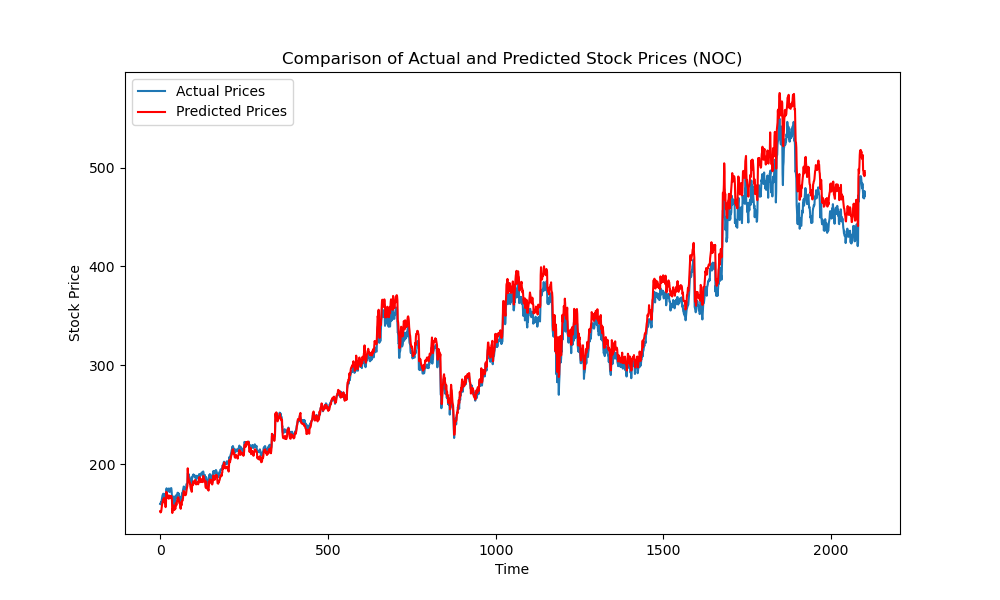 Comparison of Actual and Predicted Stock Prices (NOC)
Actual Prices
Predicted Prices
500
400
300
200
Stock Price
0
500
1000
1500
2000
Time